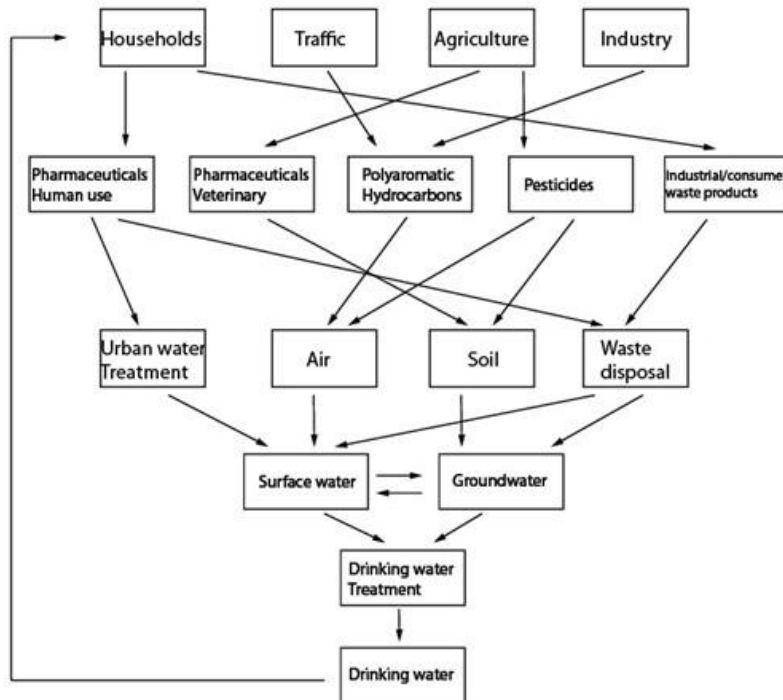 Households
Traffic
Agriculture
Industry
Pharmaceuticals
Human use
Pharmaceuticals
Veterinary
Polyaromatic
Hydrocarbons
Pesticides
Industrial/consume
waste products
Urban water
Treatment
Air
Soil
Waste
disposal
Surface water
Groundwater
Drinking water
Treatment
Drinking water